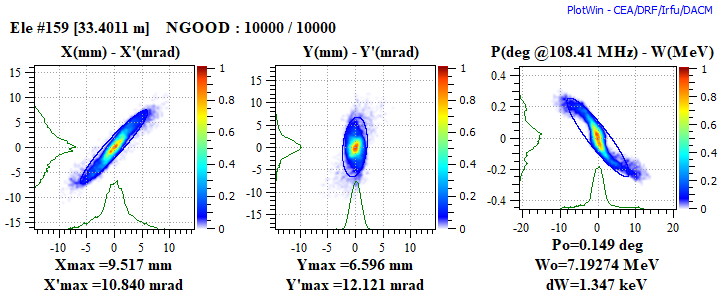 PlotWin - CEA/DRF/Irfu/DACM
Ele #159 [33.4011 m] NGOOD : 10000 / 10000
X(mm) - X'(mrad)
15
10
5
0
-5
-10
-15
-10 0 10
1
0.8
0.6
0.4
0.2
0
Xmax =9.517 mm
X'max =10.840 mrad
Y(mm) - Y'(mrad)
15
10
5
0
-5
-10
-15
-10 0 10
1
0.8
0.6
0.4
0.2
0
Ymax =6.596 mm
Y'max =12.121 mrad
P(deg @108.41 MHz) - W(MeV)
0.4
0.2
0
-0.2
-0.4
-20 -10 0 10 20
1
0.8
0.6
0.4
0.2
0
Po=0.149 deg
Wo=7.19274 MeV
dW=1.347 keV